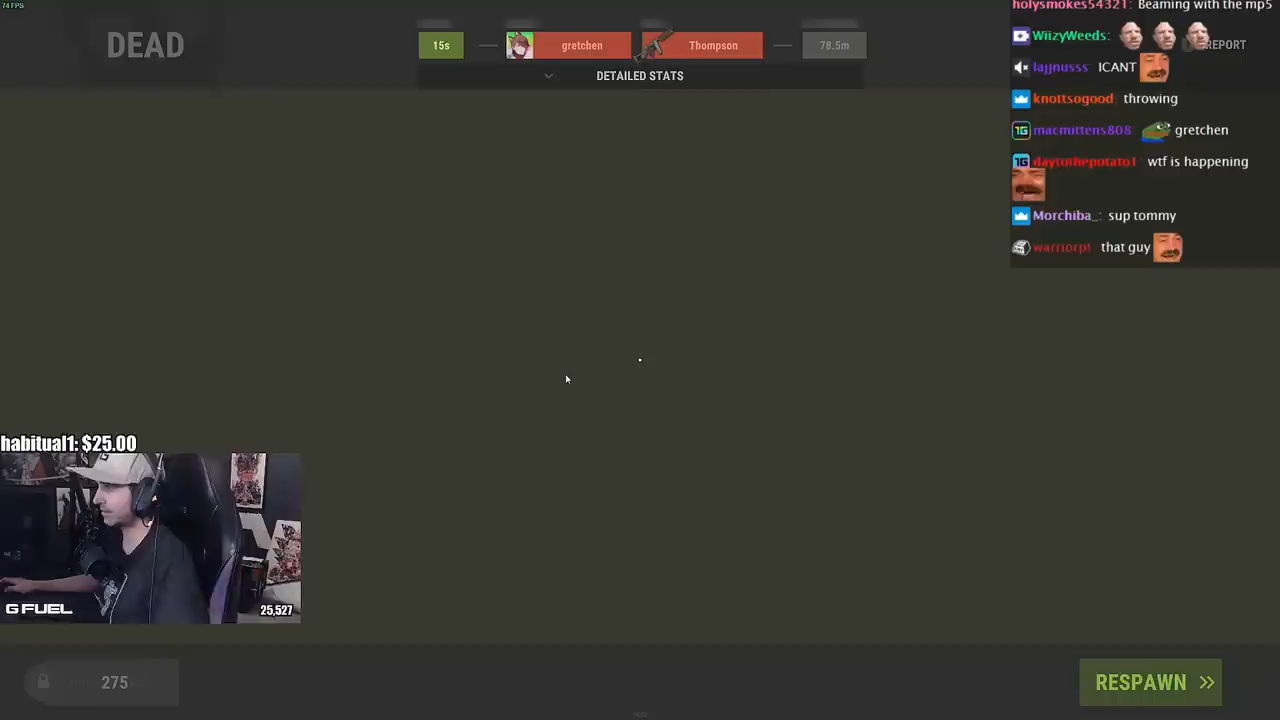 74 FPS
DEAD
15s
gretchen
Thompson
78.5m
DETAILED STATS
REPORT
holysmokes54321: Beaming with the mp5
WiizyWeeds:
lajjnusss: ICANT
knottsogood: throwing
macmittens808: gretchen
daytothepotato1: wtf is happening
Morchiba_: sup tommy
warriorpt: that guy
habitual1: $25.00
G FUEL
25,527
275
RESPAWN